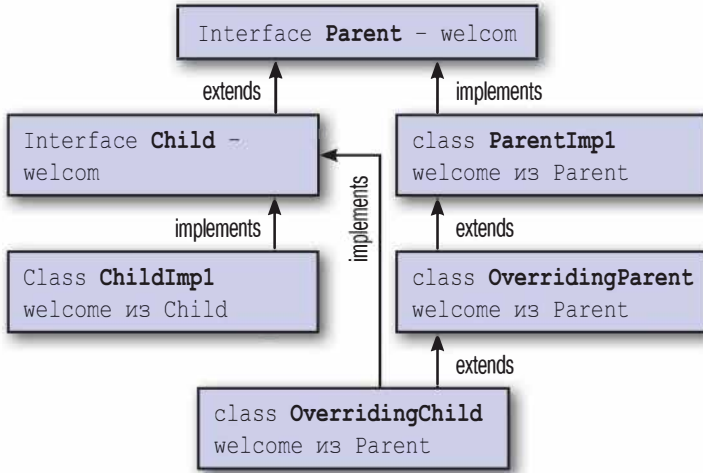 Interface Parent – welcom
extends
implements
Interface Child –
welcom
class ParentImp1
welcome из Parent
implements
implements
extends
Class ChildImp1
welcome из Child
class OverridingParent
welcome из Parent
extends
class OverridingChild
welcome из Parent